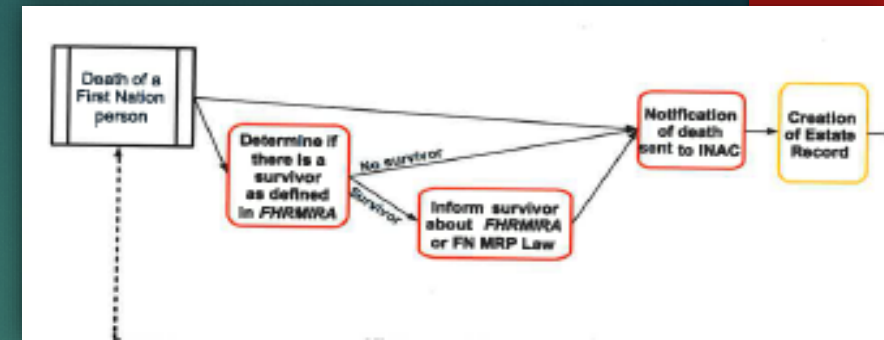 Death of a
First Nation
person
Determine if
there is a
survivor
as defined
in FHRMIRA
No survivor
Survivor
Inform survivor
about FHRMIRA
or FN MRP Law
Notification
of death
sent to INAC
Creation
of Estate
Record